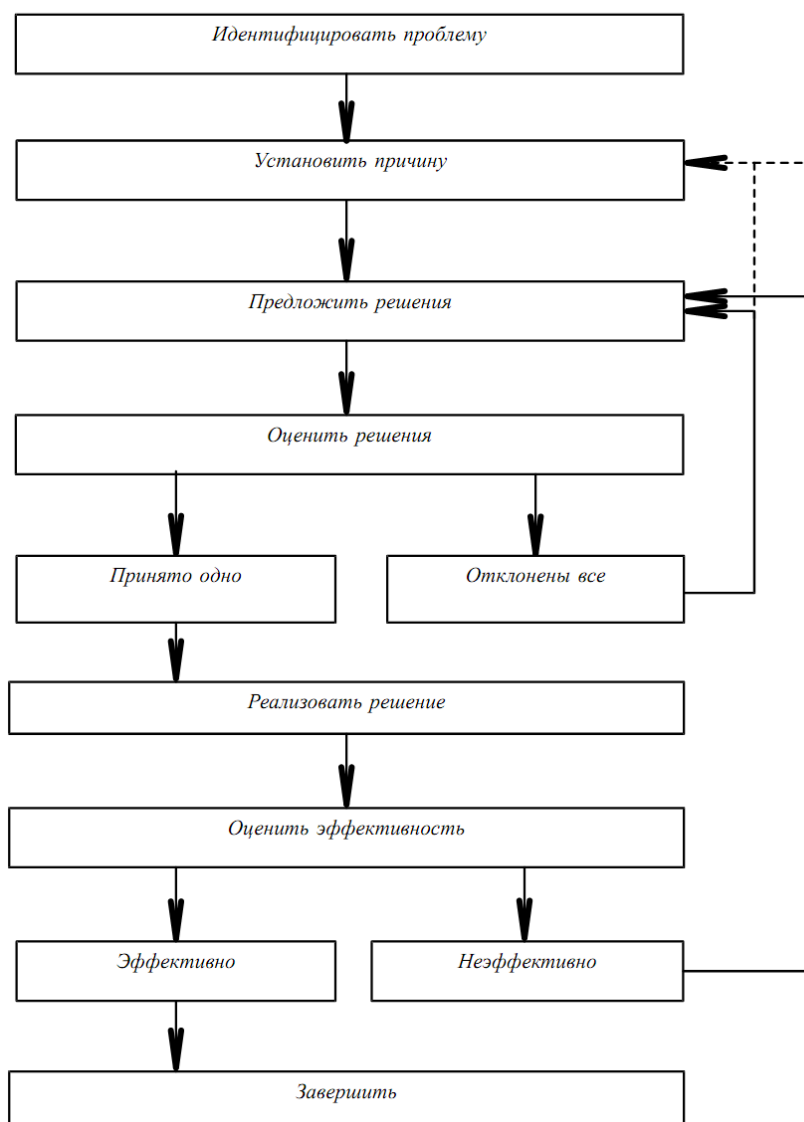 Идентифицировать проблему
Установить причину
Предложить решения
Оценить решения
Принято одно
Отклонены все
Реализовать решение
Оценить эффективность
Эффективно
Неэффективно
Завершить